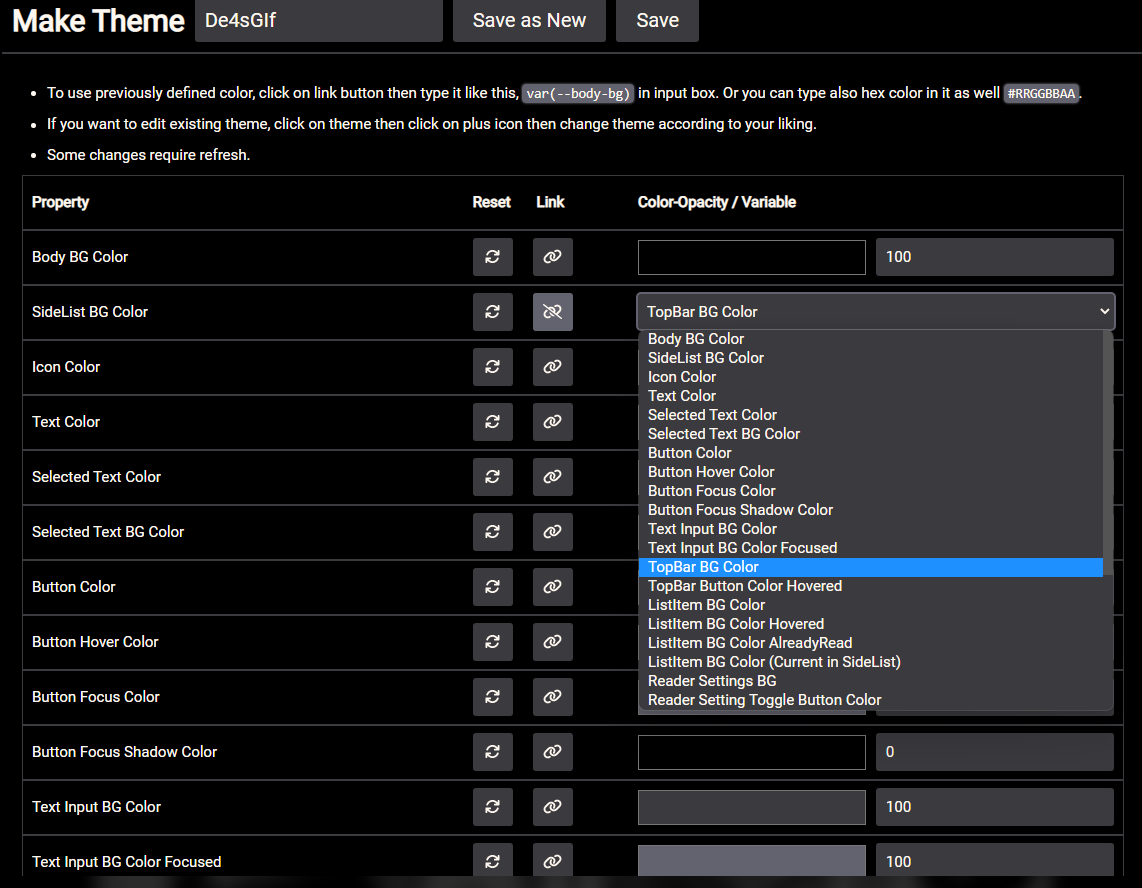 Make Theme De4sGIf Save as New Save
To use previously defined color, click on link button then type it like this, var(--body-bg) in input box. Or you can type also hex color in it as well #RRGGBBAA.
If you want to edit existing theme, click on theme then click on plus icon then change theme according to your liking.
Some changes require refresh.
Property Reset Link Color-Opacity / Variable
Body BG Color 100
SideList BG Color TopBar BG Color
Body BG Color
SideList BG Color
Icon Color
Text Color
Selected Text Color
Selected Text BG Color
Button Color
Button Hover Color
Button Focus Color
Button Focus Shadow Color
Text Input BG Color
Text Input BG Color Focused
TopBar BG Color
TopBar Button Color Hovered
ListItem BG Color
ListItem BG Color Hovered
ListItem BG Color AlreadyRead
ListItem BG Color (Current in SideList)
Reader Settings BG
Reader Setting Toggle Button Color
Icon Color
Text Color
Selected Text Color
Selected Text BG Color
Button Color
Button Hover Color
Button Focus Color
Button Focus Shadow Color 0
Text Input BG Color 100
Text Input BG Color Focused 100